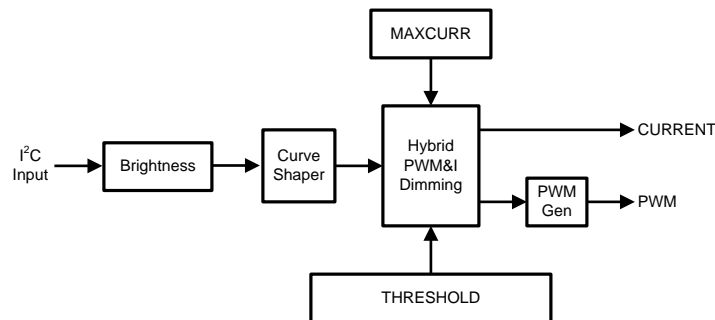 MAXCURR
I²C
Input
Brightness
Curve
Shaper
Hybrid
PWM&I
Dimming
CURRENT
PWM
Gen
PWM
THRESHOLD